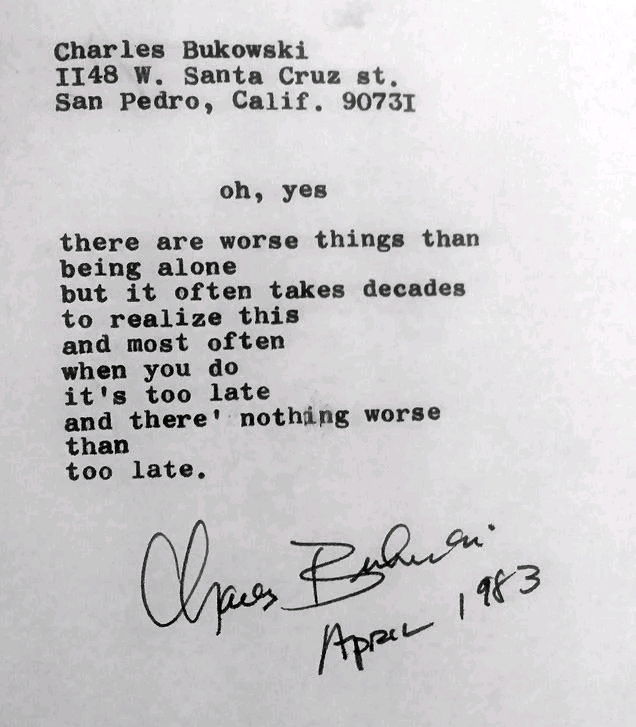 Charles Bukowski
II48 W. Santa Cruz st.
San Pedro, Calif. 9073I
oh, yes
there are worse things than
being alone
but it often takes decades
to realize this
and most often
when you do
it's too late
and there' nothing worse
than
too late.
Charles Bukowski
April 1983